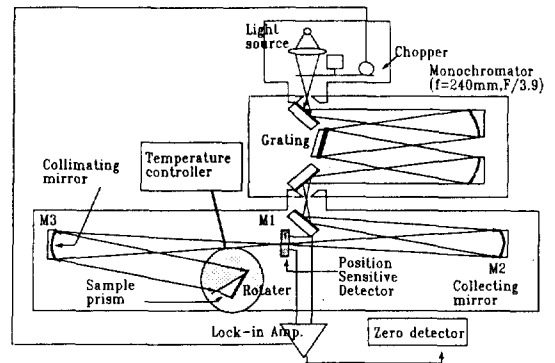 Light
source
Chopper
Monochromator
(f=240mm,F/3.9)
Grating
Temperature
controller
Collimating
mirror
M3
M1
M2
Position
Sensitive
Detector
Collecting
mirror
Sample
prism
Rotater
Lock-in Amp.
Zero detector